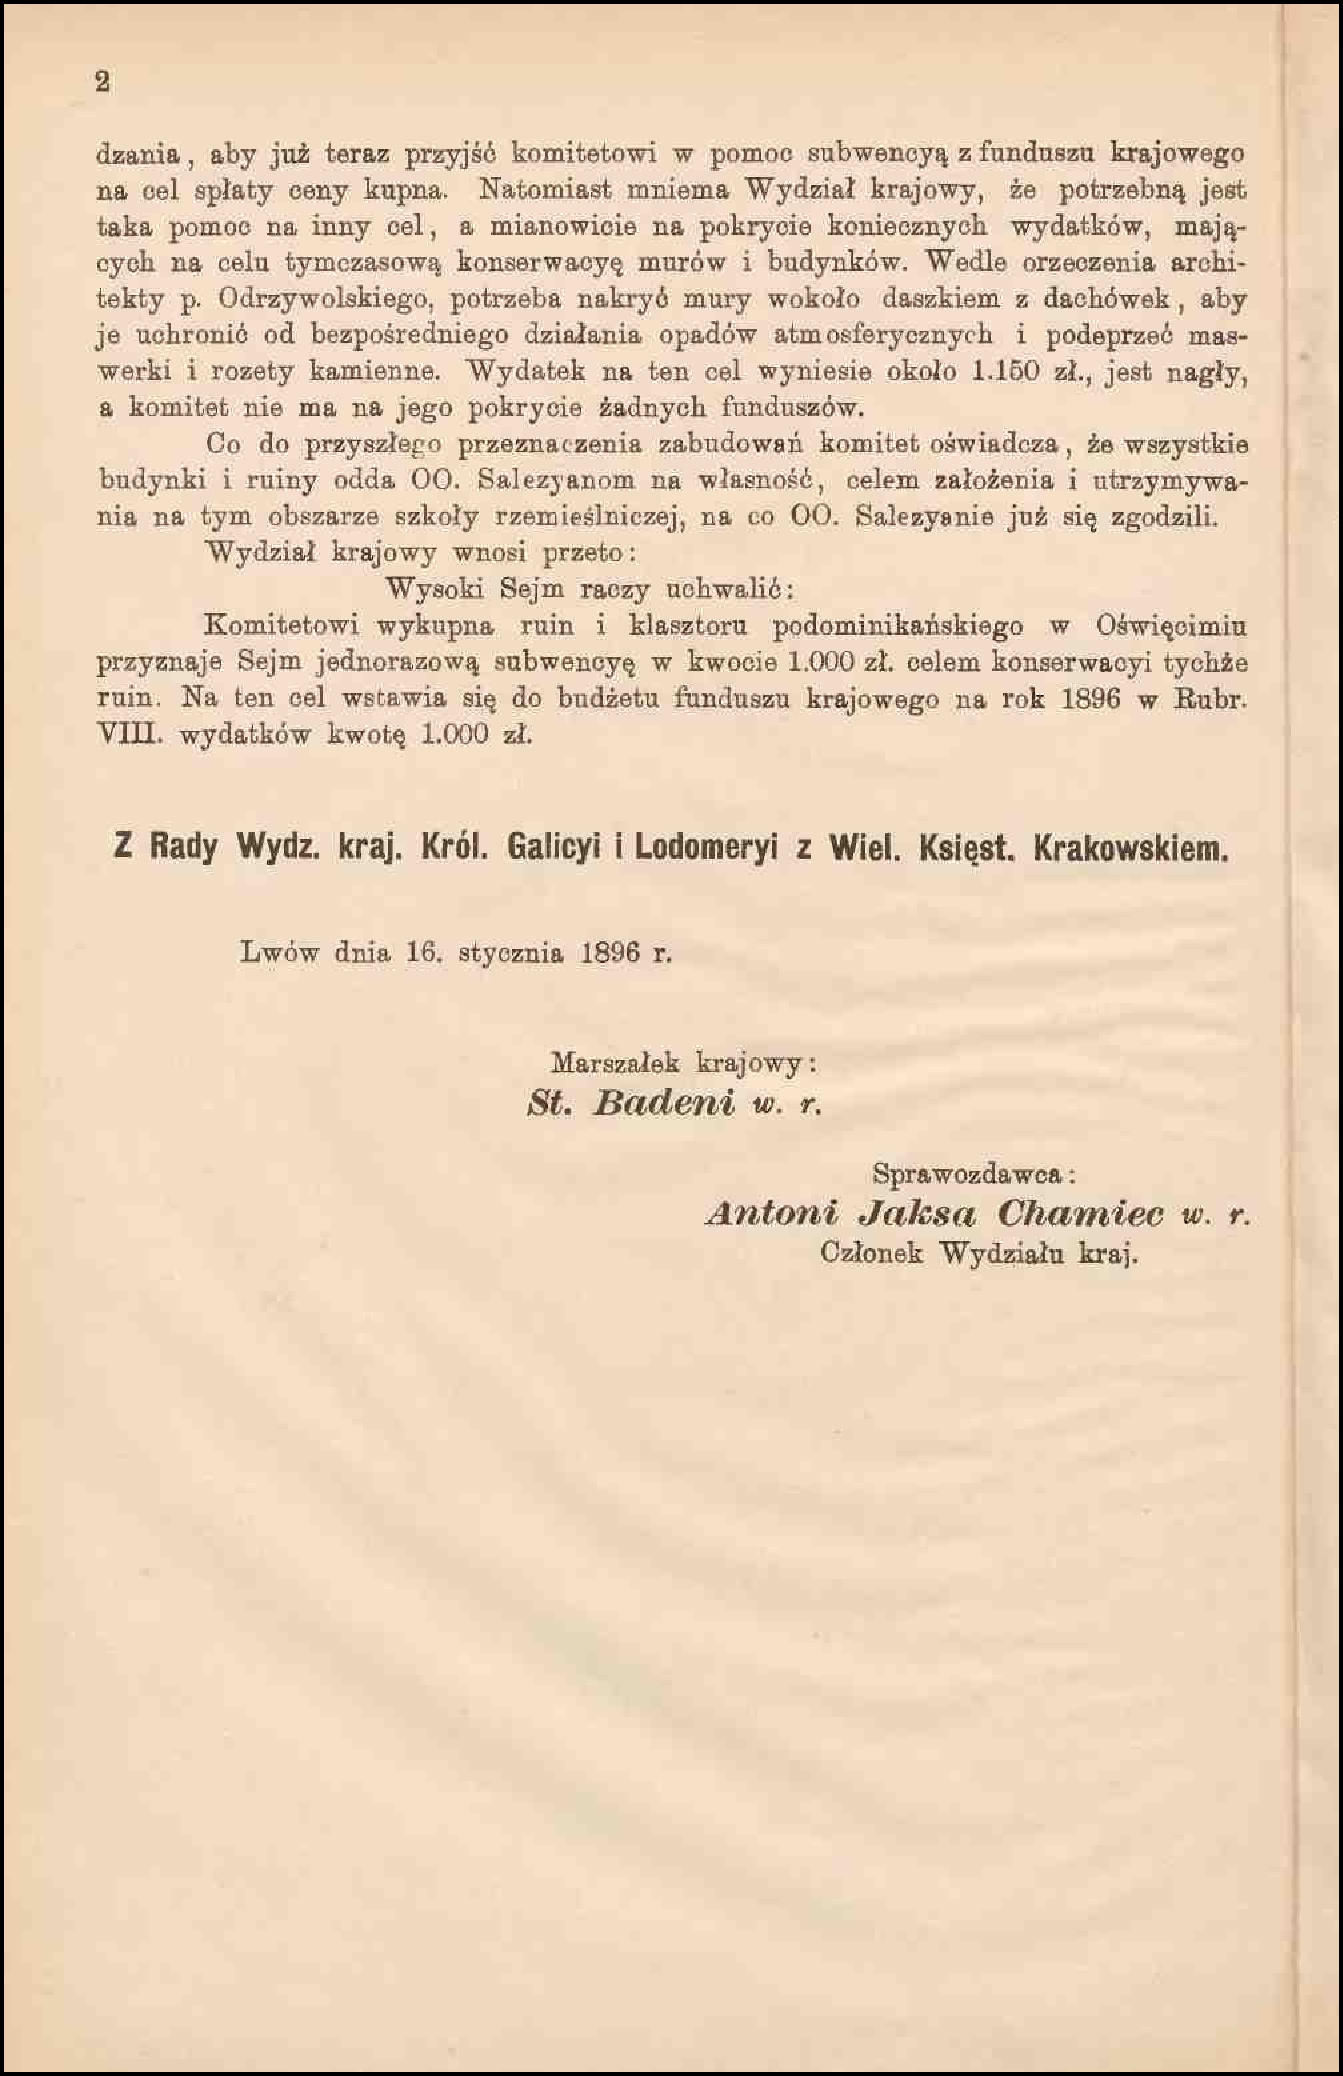 2
dzania, aby już teraz przyjść komitetowi w pomoc subwencyą z funduszu krajowego
na cel spłaty ceny kupna. Natomiast mniema Wydział krajowy, że potrzebną jest
taka pomoc na inny cel, a mianowicie na pokrycie koniecznych wydatków, mają-
cych na celu tymczasową konserwacyę murów i budynków. Wedle orzeczenia archi-
tekty p. Odrzywolskiego, potrzeba nakryć mury wokoło daszkiem z dachówek, aby
je uchronić od bezpośredniego działania opadów atmosferycznych i podeprzeć mas-
werki i rozety kamienne. Wydatek na ten cel wyniesie około 1.150 zł., jest nagły,
a komitet nie ma na jego pokrycie żadnych funduszów.
Co do przyszłego przeznaczenia zabudowań komitet oświadcza, że wszystkie
budynki i ruiny odda OO. Salezyanom na własność, celem założenia i utrzymywa-
nia na tym obszarze szkoły rzemieślniczej, na co OO. Salezyanie już się zgodzili.
Wydział krajowy wnosi przeto:
Wysoki Sejm raczy uchwalić:
Komitetowi wykupna ruin i klasztoru podominikańskiego w Oświęcimiu
przyznaje Sejm jednorazową subwencyę w kwocie 1.000 zł. celem konserwacyi tychże
ruin. Na ten cel wstawia się do budżetu funduszu krajowego na rok 1896 w Rubr.
VIII. wydatków kwotę 1.000 zł.
Z Rady Wydz. kraj. Król. Galicyi i Lodomeryi z Wiel. Księst. Krakowskiem.
Lwów dnia 16. stycznia 1896 r.
Marszałek krajowy:
St. Badeni w. r.
Sprawozdawca:
Antoni Jaksa Chamiec w. r.
Członek Wydziału kraj.